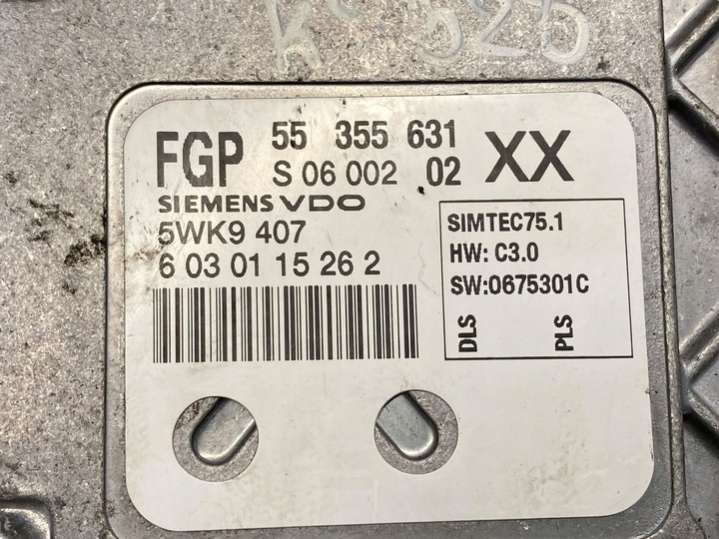 FGP 55 355 631 XX
S 06 002 02
SIEMENS VDO
5WK9 407
6 03 01 15 26 2
SIMTEC75.1
HW: C3.0
SW:0675301C
DLS
PLS